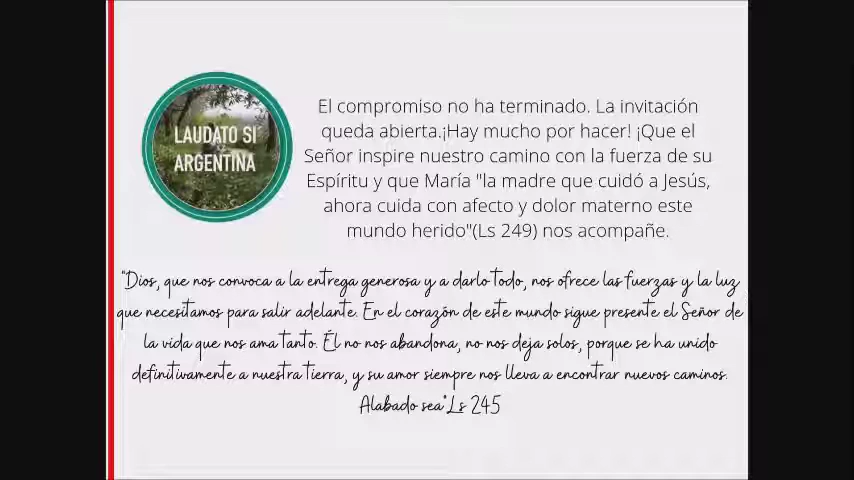 LAUDATO SI
ARGENTINA
El compromiso no ha terminado. La invitación
queda abierta.¡Hay mucho por hacer! ¡Que el
Señor inspire nuestro camino con la fuerza de su
Espíritu y que María "la madre que cuidó a Jesús,
ahora cuida con afecto y dolor materno este
mundo herido"(Ls 249) nos acompañe.
"Dios, que nos convoca a la entrega generosa y a darlo todo, nos ofrece las fuerzas y la luz
que necesitamos para salir adelante. En el corazón de este mundo sigue presente el Señor de
la vida que nos ama tanto. Él no nos abandona, no nos deja solos, porque se ha unido
definitivamente a nuestra tierra, y su amor siempre nos lleva a encontrar nuevos caminos.
Alabado sea"Ls 245